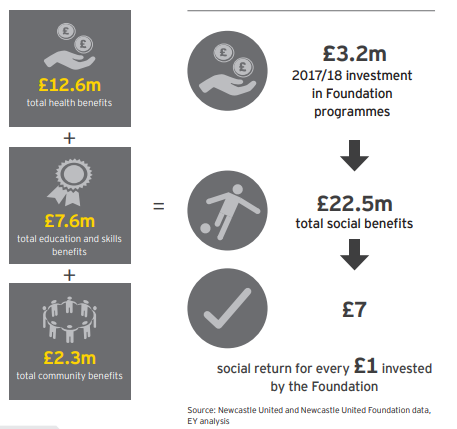 £12.6m
total health benefits
+
£7.6m
total education and skills
benefits
+
£2.3m
total community benefits
=
£
£
£3.2m
2017/18 investment
in Foundation
programmes
£22.5m
total social benefits
£7
social return for every £1 invested
by the Foundation
Source: Newcastle United and Newcastle United Foundation data,
EY analysis